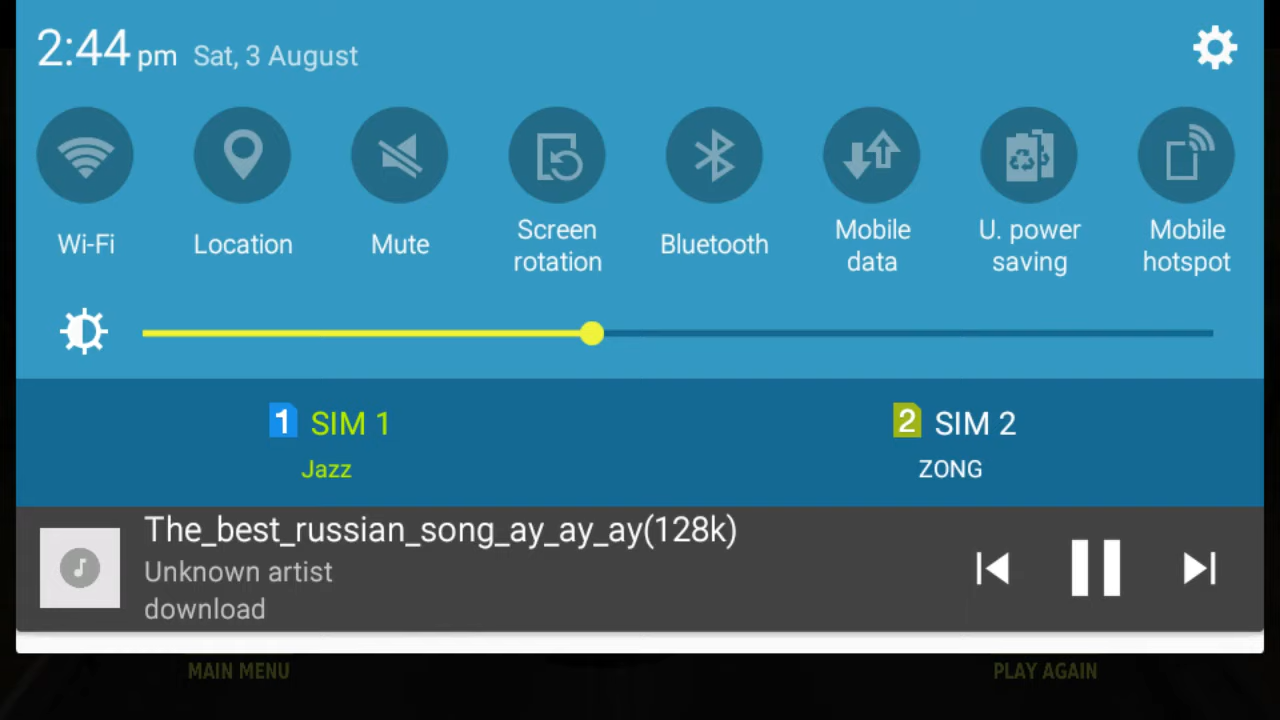 2:44 pm Sat, 3 August
Wi-Fi
Location
Mute
Screen
rotation
Bluetooth
Mobile
data
U. power
saving
Mobile
hotspot
1 SIM 1
Jazz
2 SIM 2
ZONG
The_best_russian_song_ay_ay_ay(128k)
Unknown artist
download
MAIN MENU
PLAY AGAIN